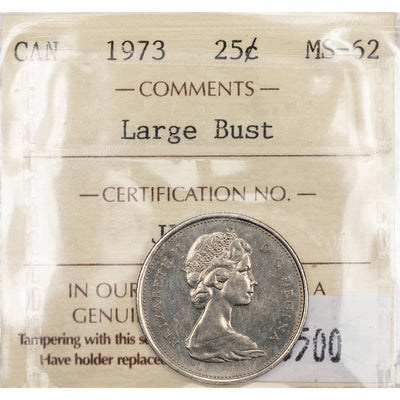 CAN 1973 25¢ MS-62
— COMMENTS —
Large Bust
— CERTIFICATION NO. —
IN OUR A
GENUI
Tampering with this
Have holder replace
ELIZABETH II D·G·REGINA